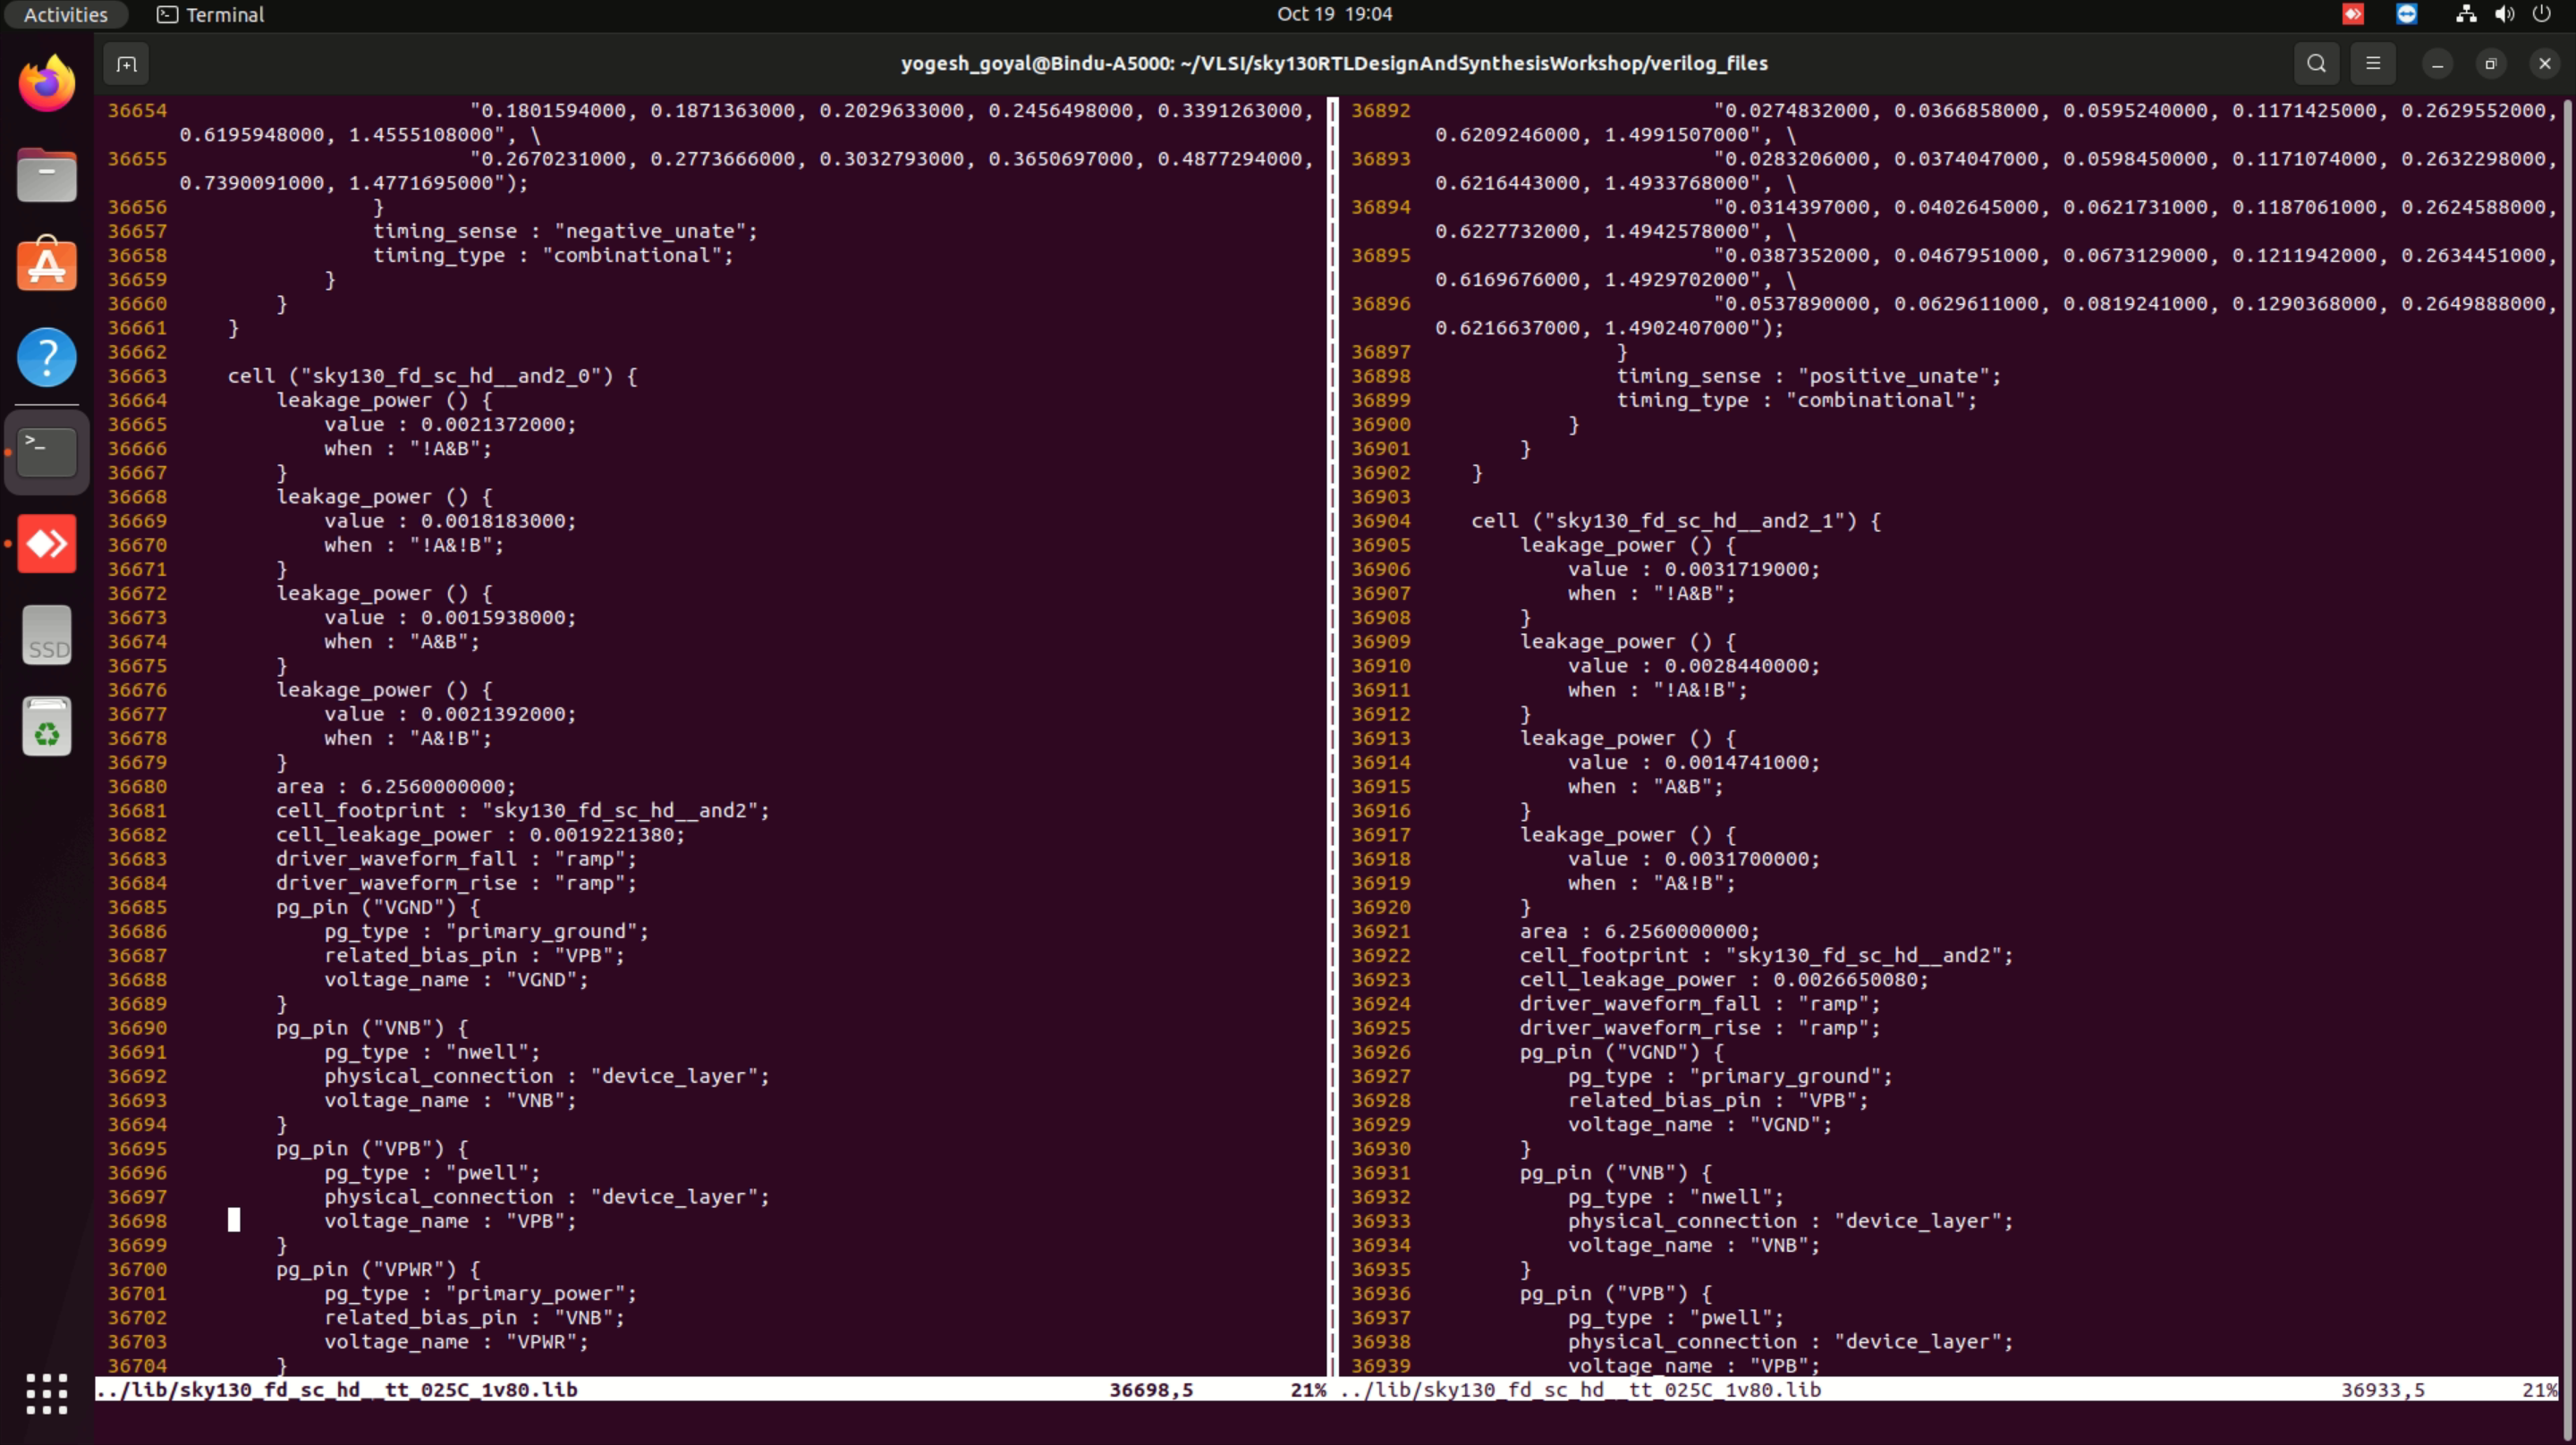 Activities
Terminal
Oct 19 19:04
yogesh_goyal@Bindu-A5000: ~/VLSI/sky130RTLDesignAndSynthesisWorkshop/verilog_files
SSD
36654 "0.1801594000, 0.1871363000, 0.2029633000, 0.2456498000, 0.3391263000,
0.6195948000, 1.4555108000", \
36655 "0.2670231000, 0.2773666000, 0.3032793000, 0.3650697000, 0.4877294000,
0.7390091000, 1.4771695000");
36656 }
36657 timing_sense : "negative_unate";
36658 timing_type : "combinational";
36659 }
36660 }
36661 }
36662
36663 cell ("sky130_fd_sc_hd__and2_0") {
36664 leakage_power () {
36665 value : 0.0021372000;
36666 when : "!A&B";
36667 }
36668 leakage_power () {
36669 value : 0.0018183000;
36670 when : "!A&!B";
36671 }
36672 leakage_power () {
36673 value : 0.0015938000;
36674 when : "A&B";
36675 }
36676 leakage_power () {
36677 value : 0.0021392000;
36678 when : "A&!B";
36679 }
36680 area : 6.2560000000;
36681 cell_footprint : "sky130_fd_sc_hd__and2";
36682 cell_leakage_power : 0.0019221380;
36683 driver_waveform_fall : "ramp";
36684 driver_waveform_rise : "ramp";
36685 pg_pin ("VGND") {
36686 pg_type : "primary_ground";
36687 related_bias_pin : "VPB";
36688 voltage_name : "VGND";
36689 }
36690 pg_pin ("VNB") {
36691 pg_type : "nwell";
36692 physical_connection : "device_layer";
36693 voltage_name : "VNB";
36694 }
36695 pg_pin ("VPB") {
36696 pg_type : "pwell";
36697 physical_connection : "device_layer";
36698 voltage_name : "VPB";
36699 }
36700 pg_pin ("VPWR") {
36701 pg_type : "primary_power";
36702 related_bias_pin : "VNB";
36703 voltage_name : "VPWR";
36704 }
../lib/sky130_fd_sc_hd__tt_025C_1v80.lib 36698,5 21%
36892 "0.0274832000, 0.0366858000, 0.0595240000, 0.1171425000, 0.2629552000,
0.6209246000, 1.4991507000", \
36893 "0.0283206000, 0.0374047000, 0.0598450000, 0.1171074000, 0.2632298000,
0.6216443000, 1.4933768000", \
36894 "0.0314397000, 0.0402645000, 0.0621731000, 0.1187061000, 0.2624588000,
0.6227732000, 1.4942578000", \
36895 "0.0387352000, 0.0467951000, 0.0673129000, 0.1211942000, 0.2634451000,
0.6169676000, 1.4929702000", \
36896 "0.0537890000, 0.0629611000, 0.0819241000, 0.1290368000, 0.2649888000,
0.6216637000, 1.4902407000");
36897 }
36898 timing_sense : "positive_unate";
36899 timing_type : "combinational";
36900 }
36901 }
36902 }
36903
36904 cell ("sky130_fd_sc_hd__and2_1") {
36905 leakage_power () {
36906 value : 0.0031719000;
36907 when : "!A&B";
36908 }
36909 leakage_power () {
36910 value : 0.0028440000;
36911 when : "!A&!B";
36912 }
36913 leakage_power () {
36914 value : 0.0014741000;
36915 when : "A&B";
36916 }
36917 leakage_power () {
36918 value : 0.0031700000;
36919 when : "A&!B";
36920 }
36921 area : 6.2560000000;
36922 cell_footprint : "sky130_fd_sc_hd__and2";
36923 cell_leakage_power : 0.0026650080;
36924 driver_waveform_fall : "ramp";
36925 driver_waveform_rise : "ramp";
36926 pg_pin ("VGND") {
36927 pg_type : "primary_ground";
36928 related_bias_pin : "VPB";
36929 voltage_name : "VGND";
36930 }
36931 pg_pin ("VNB") {
36932 pg_type : "nwell";
36933 physical_connection : "device_layer";
36934 voltage_name : "VNB";
36935 }
36936 pg_pin ("VPB") {
36937 pg_type : "pwell";
36938 physical_connection : "device_layer";
36939 voltage_name : "VPB";
../lib/sky130_fd_sc_hd__tt_025C_1v80.lib 36933,5 21%